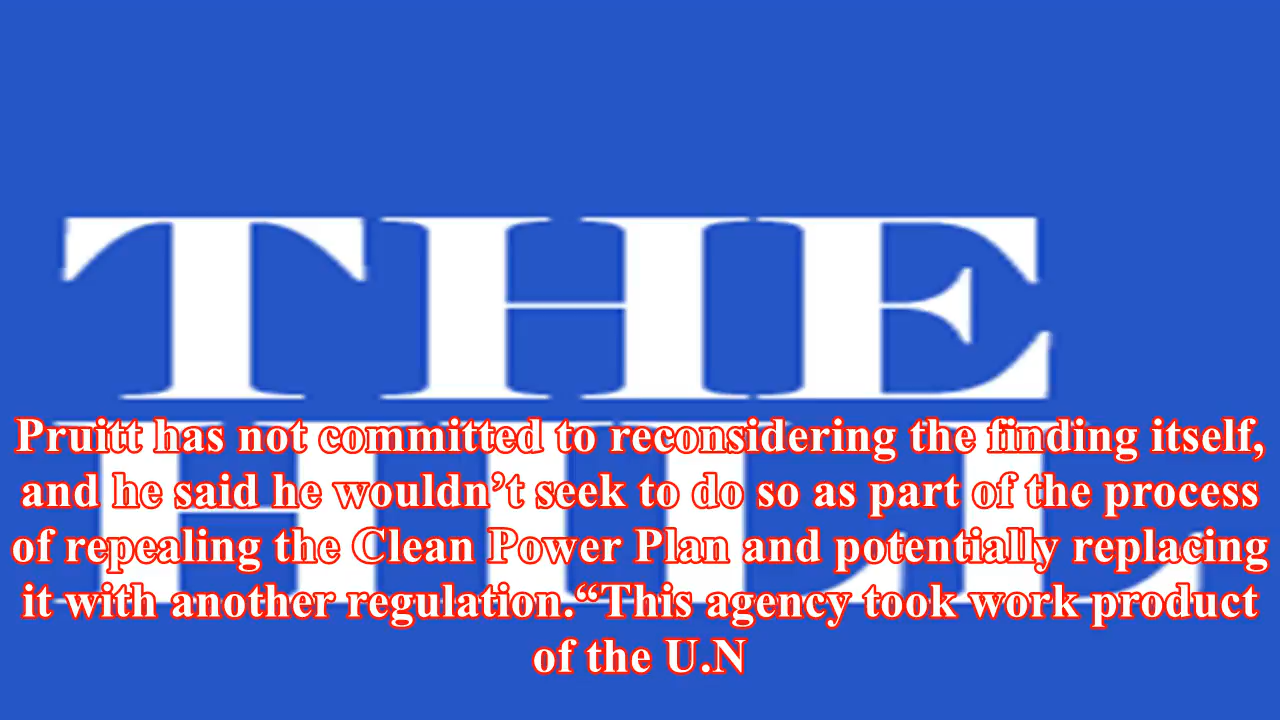 THE
HILL
Pruitt has not committed to reconsidering the finding itself,
and he said he wouldn’t seek to do so as part of the process
of repealing the Clean Power Plan and potentially replacing
it with another regulation.“This agency took work product
of the U.N